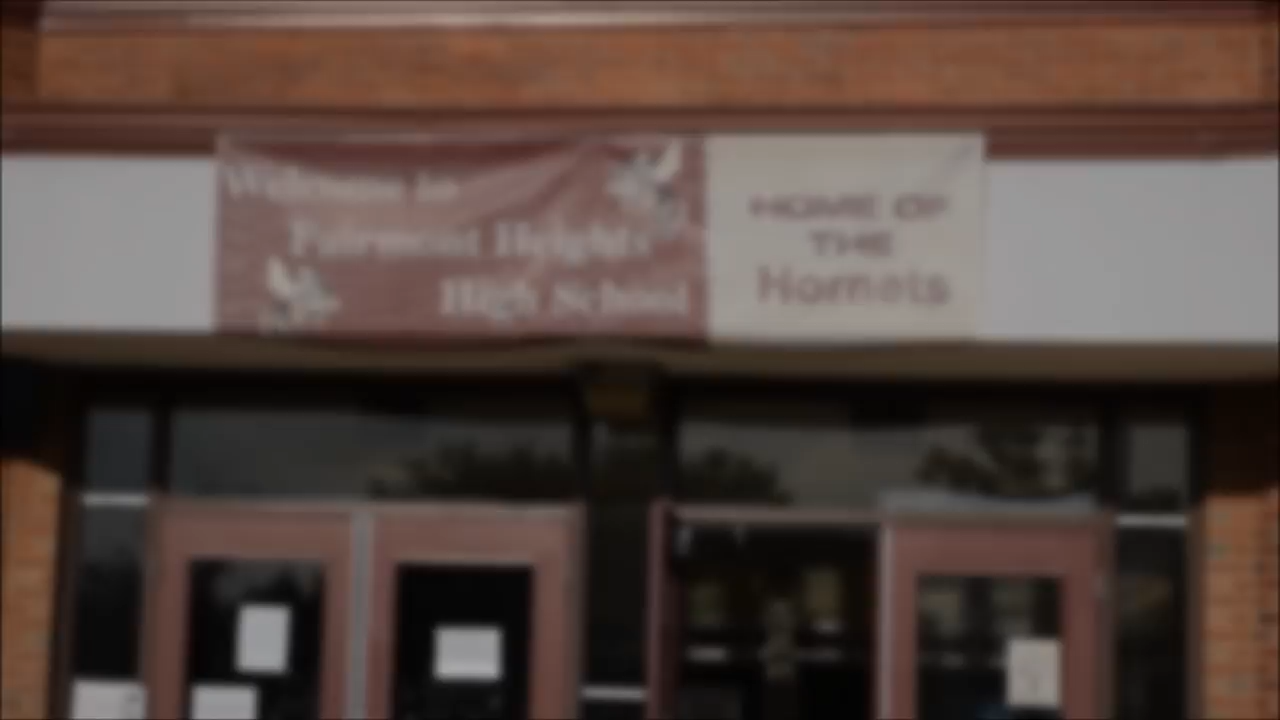 Welcome to
Fairmont Heights
High School
HOME OF
THE
Hornets